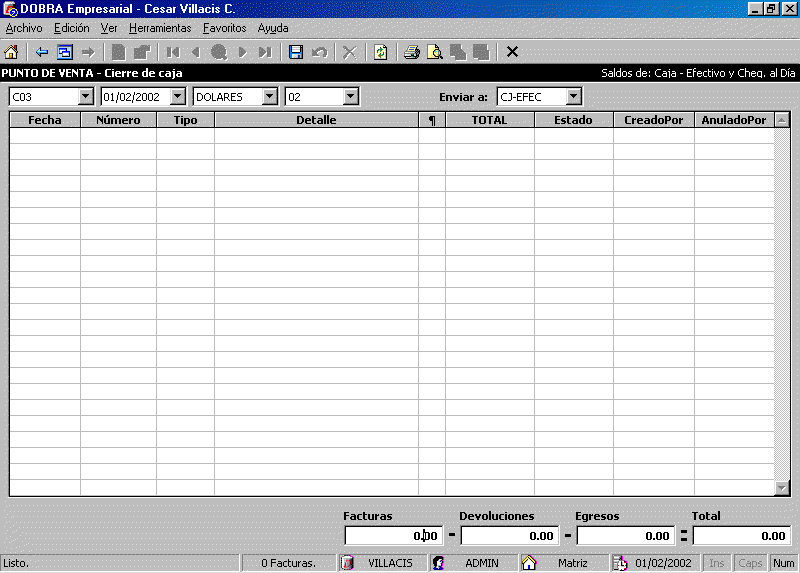 DOBRA Empresarial - Cesar Villacis C.
Archivo Edición Ver Herramientas Favoritos Ayuda
PUNTO DE VENTA - Cierre de caja Saldos de: Caja - Efectivo y Cheq. al Día
C03 01/02/2002 DOLARES 02 Enviar a: CJ-EFEC
Fecha Número Tipo Detalle ¶ TOTAL Estado CreadoPor AnuladoPor
Facturas Devoluciones Egresos Total
0.00 - 0.00 - 0.00 = 0.00
Listo. 0 Facturas. VILLACIS ADMIN Matriz 01/02/2002 Ins Caps Num